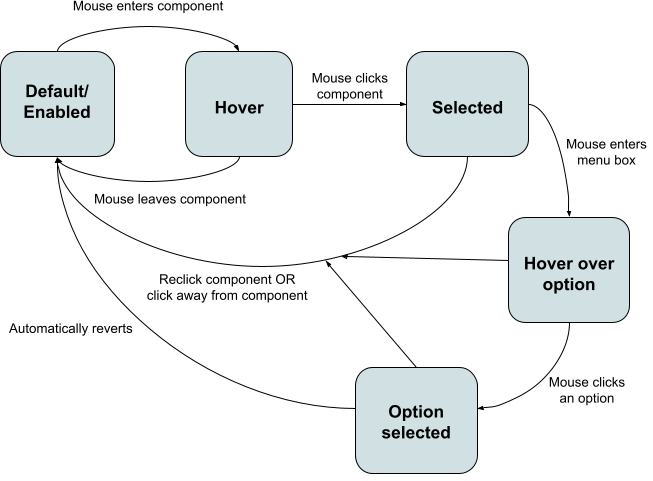 Mouse enters component
Default/
Enabled
Hover
Mouse clicks
component
Selected
Mouse enters
menu box
Mouse leaves component
Hover over
option
Reclick component OR
click away from component
Automatically reverts
Mouse clicks
an option
Option
selected